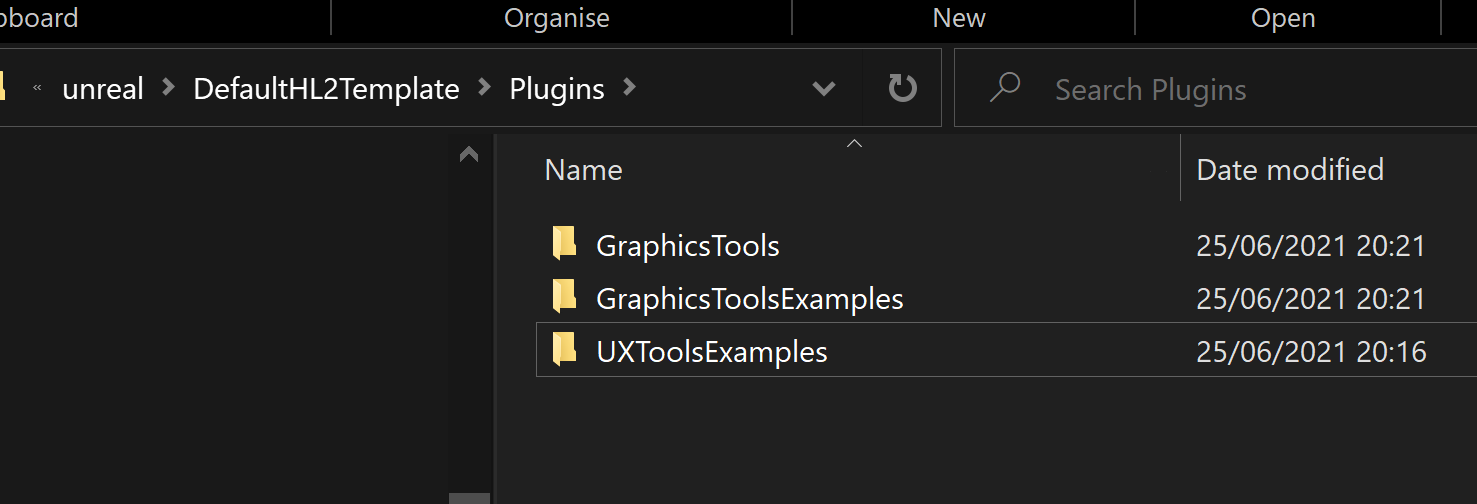 Organise New Open
« unreal > DefaultHL2Template > Plugins > Search Plugins
Name Date modified
GraphicsTools 25/06/2021 20:21
GraphicsToolsExamples 25/06/2021 20:21
UXToolsExamples 25/06/2021 20:16